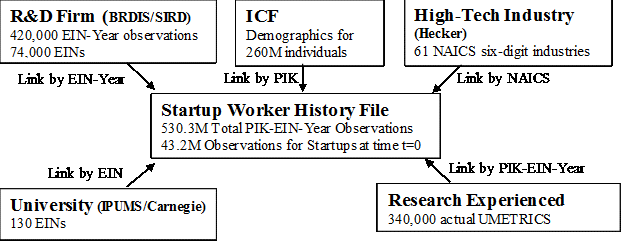 R&D Firm (BRDIS/SIRD)
420,000 EIN-Year observations
74,000 EINs
ICF
Demographics for
260M individuals
High-Tech Industry
(Hecker)
61 NAICS six-digit industries
Link by EIN-Year
Link by PIK
Link by NAICS
Startup Worker History File
530.3M Total PIK-EIN-Year Observations
43.2M Observations for Startups at time t=0
Link by EIN
Link by PIK-EIN-Year
University (IPUMS/Carnegie)
130 EINs
Research Experienced
340,000 actual UMETRICS